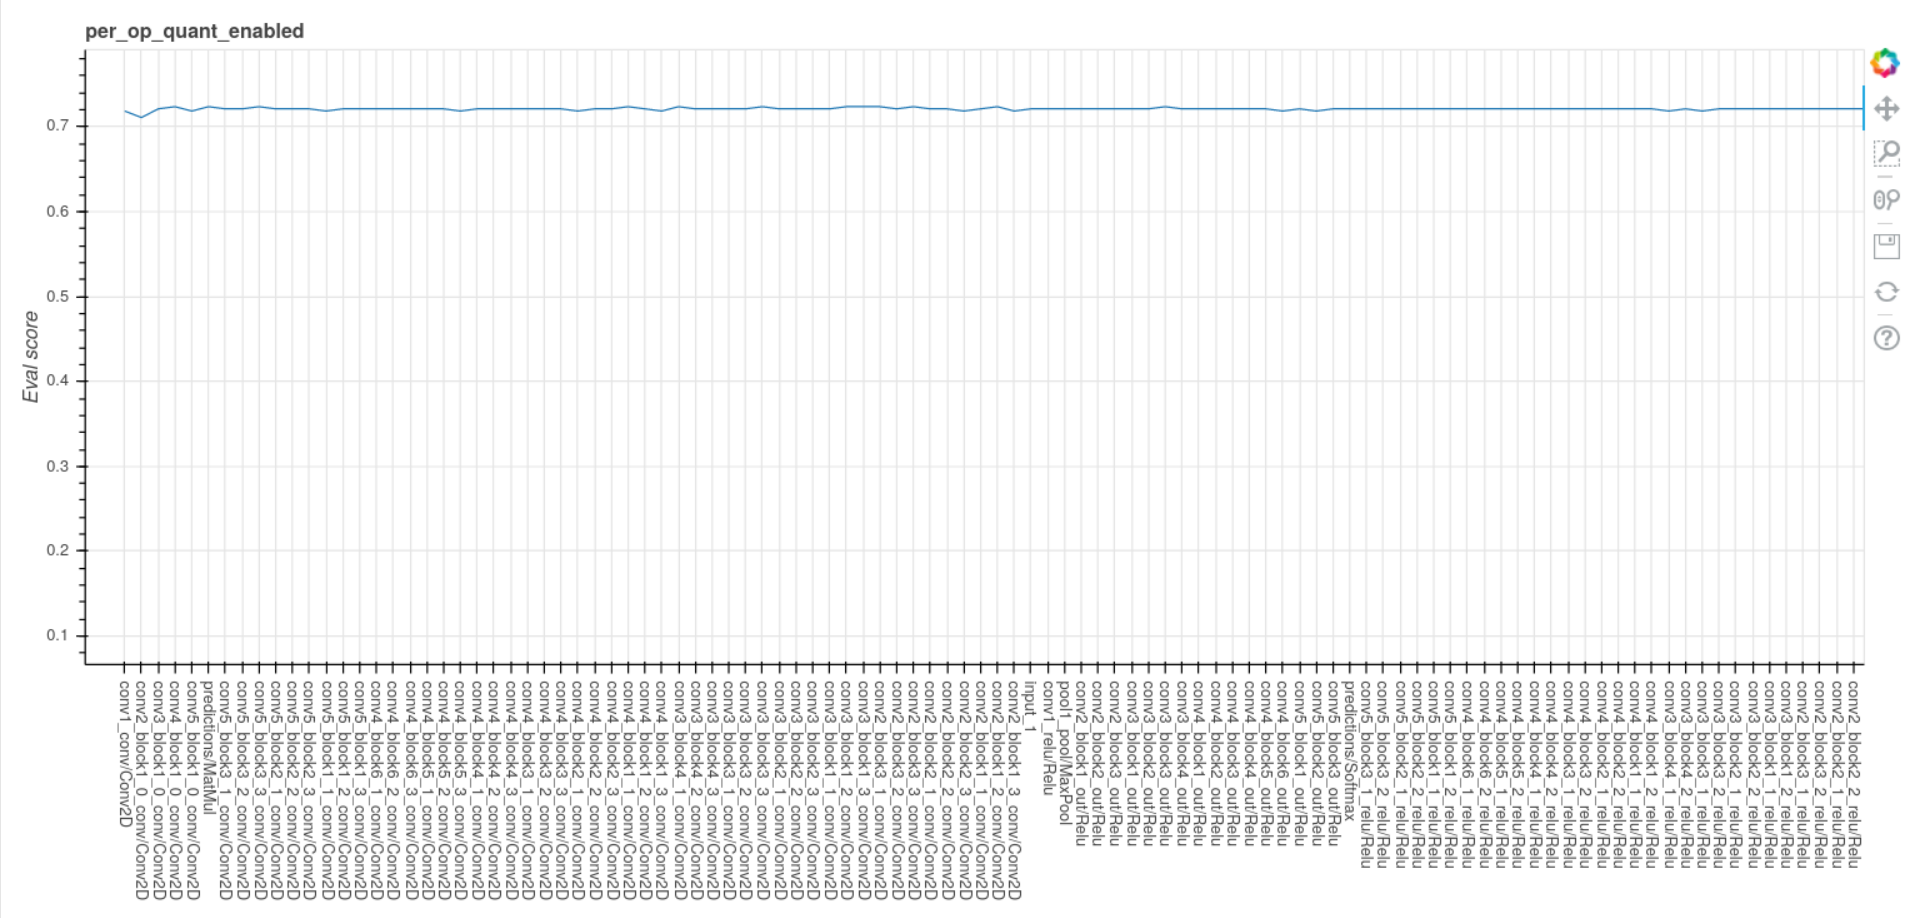 per_op_quant_enabled
Eval score
0.7
0.6
0.5
0.4
0.3
0.2
0.1
conv1_conv/Conv2D
conv2_block1_0_conv/Conv2D
conv3_block1_0_conv/Conv2D
conv4_block1_0_conv/Conv2D
conv5_block1_0_conv/Conv2D
predictions/MatMul
conv5_block3_1_conv/Conv2D
conv5_block3_2_conv/Conv2D
conv5_block3_3_conv/Conv2D
conv5_block2_1_conv/Conv2D
conv5_block2_2_conv/Conv2D
conv5_block2_3_conv/Conv2D
conv5_block1_1_conv/Conv2D
conv5_block1_2_conv/Conv2D
conv5_block1_3_conv/Conv2D
conv4_block6_1_conv/Conv2D
conv4_block6_2_conv/Conv2D
conv4_block6_3_conv/Conv2D
conv4_block5_1_conv/Conv2D
conv4_block5_2_conv/Conv2D
conv4_block5_3_conv/Conv2D
conv4_block4_1_conv/Conv2D
conv4_block4_2_conv/Conv2D
conv4_block4_3_conv/Conv2D
conv4_block3_1_conv/Conv2D
conv4_block3_2_conv/Conv2D
conv4_block3_3_conv/Conv2D
conv4_block2_1_conv/Conv2D
conv4_block2_2_conv/Conv2D
conv4_block2_3_conv/Conv2D
conv4_block1_1_conv/Conv2D
conv4_block1_2_conv/Conv2D
conv4_block1_3_conv/Conv2D
conv3_block4_1_conv/Conv2D
conv3_block4_2_conv/Conv2D
conv3_block4_3_conv/Conv2D
conv3_block3_1_conv/Conv2D
conv3_block3_2_conv/Conv2D
conv3_block3_3_conv/Conv2D
conv3_block2_1_conv/Conv2D
conv3_block2_2_conv/Conv2D
conv3_block2_3_conv/Conv2D
conv3_block1_1_conv/Conv2D
conv3_block1_2_conv/Conv2D
conv3_block1_3_conv/Conv2D
conv2_block3_1_conv/Conv2D
conv2_block3_2_conv/Conv2D
conv2_block3_3_conv/Conv2D
conv2_block2_1_conv/Conv2D
conv2_block2_2_conv/Conv2D
conv2_block2_3_conv/Conv2D
conv2_block1_1_conv/Conv2D
conv2_block1_2_conv/Conv2D
conv2_block1_3_conv/Conv2D
input_1
conv1_relu/Relu
pool1_pool/MaxPool
conv2_block1_out/Relu
conv2_block2_out/Relu
conv2_block3_out/Relu
conv3_block1_out/Relu
conv3_block2_out/Relu
conv3_block3_out/Relu
conv3_block4_out/Relu
conv4_block1_out/Relu
conv4_block2_out/Relu
conv4_block3_out/Relu
conv4_block4_out/Relu
conv4_block5_out/Relu
conv4_block6_out/Relu
conv5_block1_out/Relu
conv5_block2_out/Relu
conv5_block3_out/Relu
predictions/Softmax
conv5_block3_1_relu/Relu
conv5_block3_2_relu/Relu
conv5_block2_1_relu/Relu
conv5_block2_2_relu/Relu
conv5_block1_1_relu/Relu
conv5_block1_2_relu/Relu
conv4_block6_1_relu/Relu
conv4_block6_2_relu/Relu
conv4_block5_1_relu/Relu
conv4_block5_2_relu/Relu
conv4_block4_1_relu/Relu
conv4_block4_2_relu/Relu
conv4_block3_1_relu/Relu
conv4_block3_2_relu/Relu
conv4_block2_1_relu/Relu
conv4_block2_2_relu/Relu
conv4_block1_1_relu/Relu
conv4_block1_2_relu/Relu
conv3_block4_1_relu/Relu
conv3_block4_2_relu/Relu
conv3_block3_1_relu/Relu
conv3_block3_2_relu/Relu
conv3_block2_1_relu/Relu
conv3_block2_2_relu/Relu
conv3_block1_1_relu/Relu
conv3_block1_2_relu/Relu
conv2_block3_1_relu/Relu
conv2_block3_2_relu/Relu
conv2_block2_1_relu/Relu
conv2_block2_2_relu/Relu